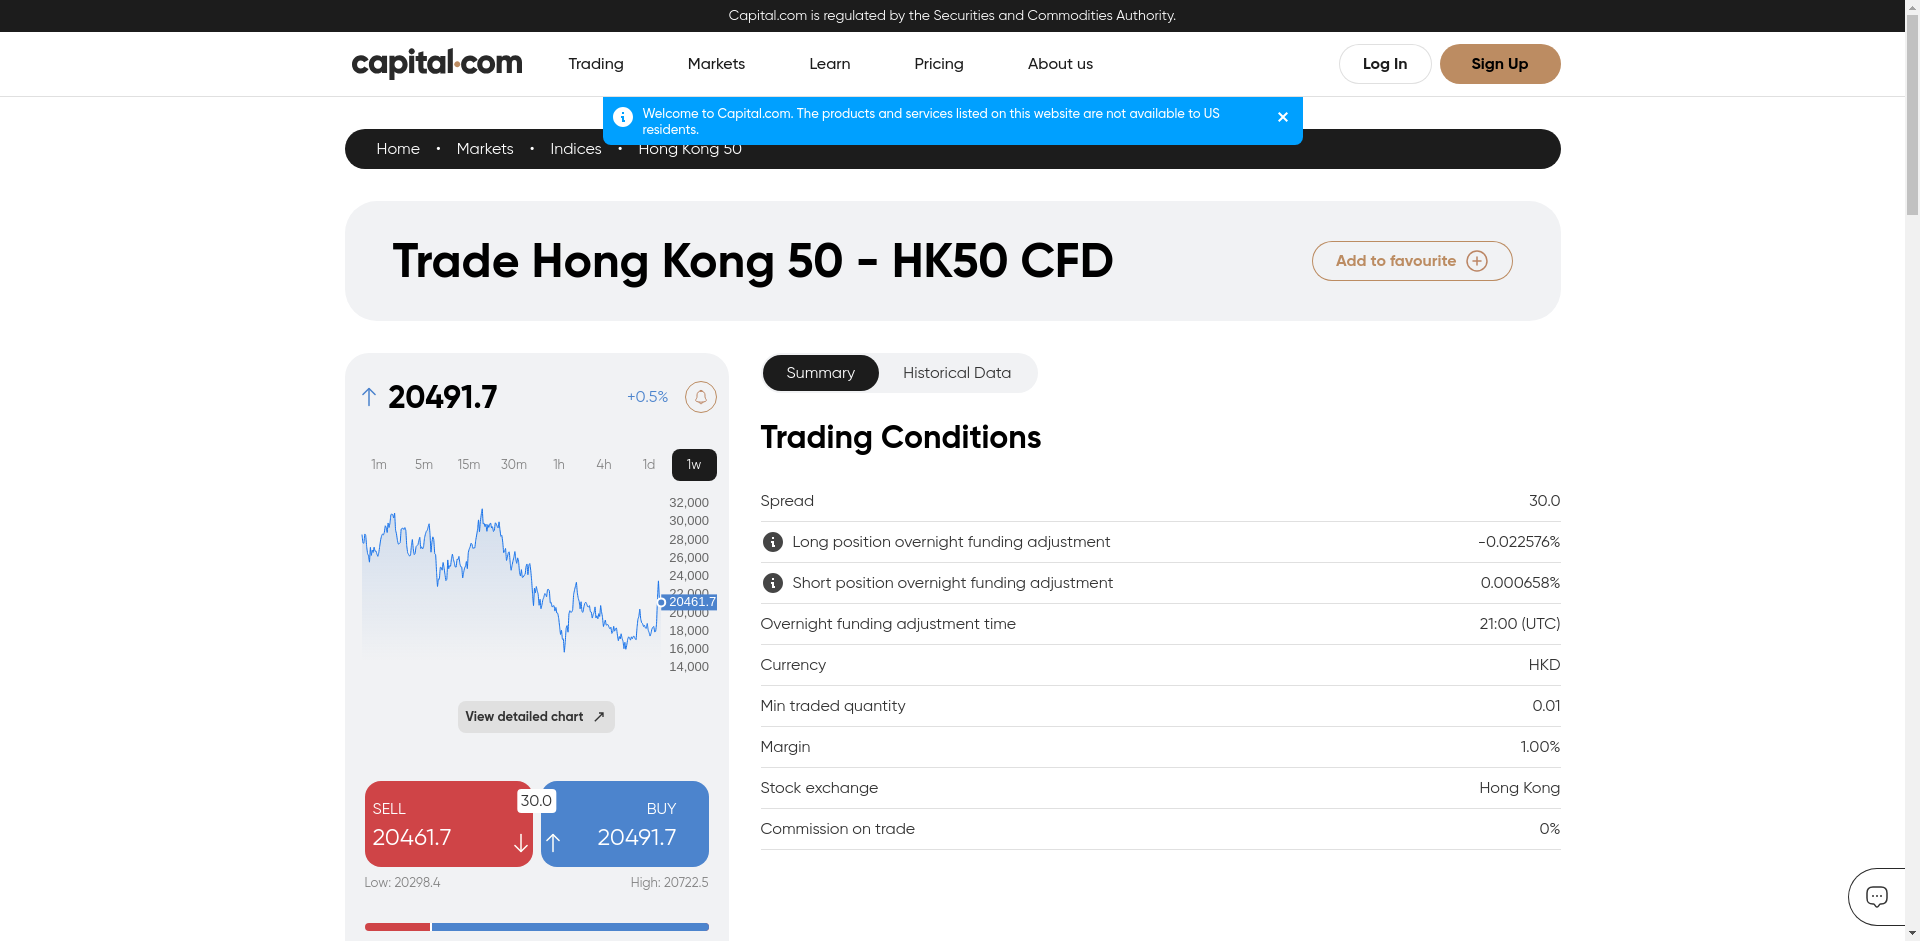 Capital.com is regulated by the Securities and Commodities Authority.
capital.com
Trading
Markets
Learn
Pricing
About us
Log In
Sign Up
Welcome to Capital.com. The products and services listed on this website are not available to US
residents.
Home • Markets • Indices • Hong Kong 50
Trade Hong Kong 50 - HK50 CFD
Add to favourite
20491.7
+0.5%
1m 5m 15m 30m 1h 4h 1d 1w
32,000
30,000
28,000
26,000
24,000
22,000
20461.7
20,000
18,000
16,000
14,000
View detailed chart
SELL
20461.7
30.0
BUY
20491.7
Low: 20298.4
High: 20722.5
Summary
Historical Data
Trading Conditions
Spread 30.0
Long position overnight funding adjustment -0.022576%
Short position overnight funding adjustment 0.000658%
Overnight funding adjustment time 21:00 (UTC)
Currency HKD
Min traded quantity 0.01
Margin 1.00%
Stock exchange Hong Kong
Commission on trade 0%